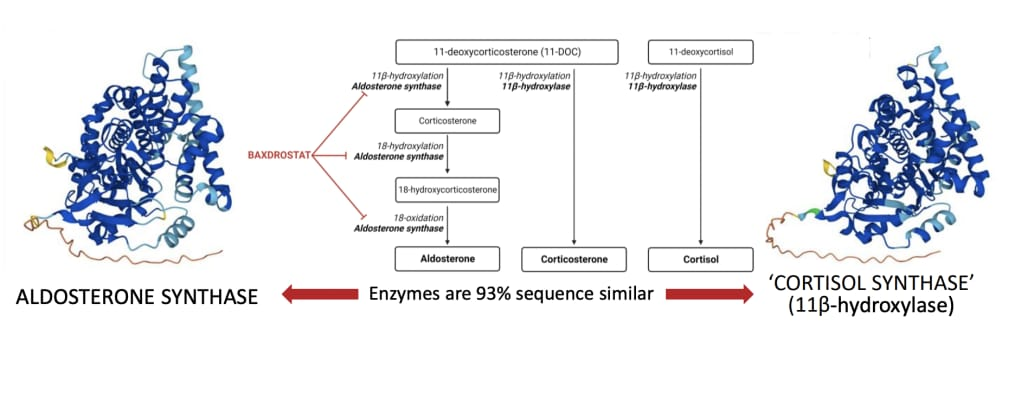 11-deoxycorticosterone (11-DOC)
11-deoxycortisol
11β-hydroxylation
Aldosterone synthase
11β-hydroxylation
11β-hydroxylase
11β-hydroxylation
11β-hydroxylase
Corticosterone
BAXDROSTAT
18-hydroxylation
Aldosterone synthase
18-hydroxycorticosterone
18-oxidation
Aldosterone synthase
Aldosterone
Corticosterone
Cortisol
ALDOSTERONE SYNTHASE
Enzymes are 93% sequence similar
‘CORTISOL SYNTHASE’
(11β-hydroxylase)